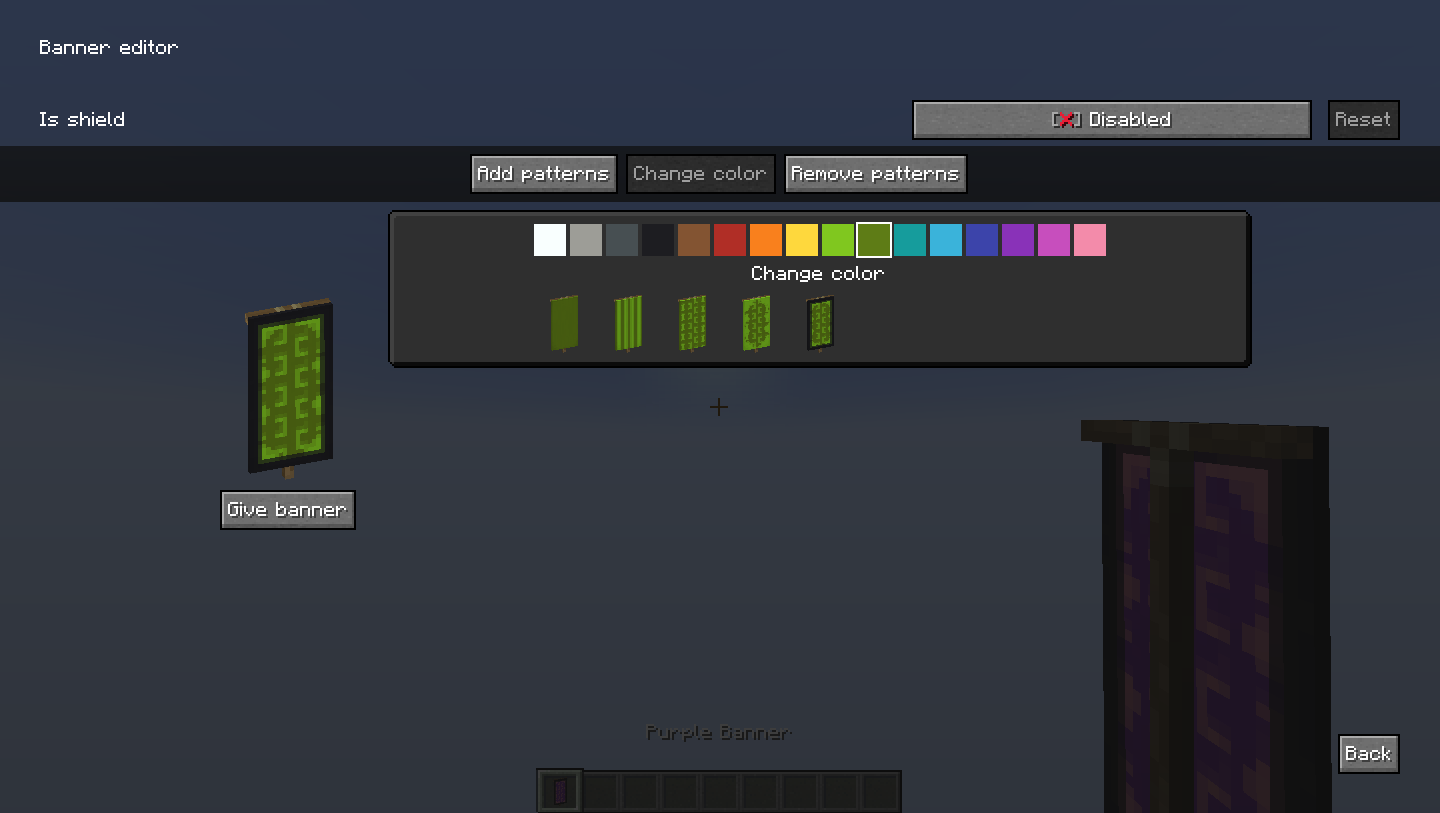 Banner editor
Is shield
[x] Disabled
Reset
Add patterns
Change color
Remove patterns
Change color
Give banner
Purple Banner
Back